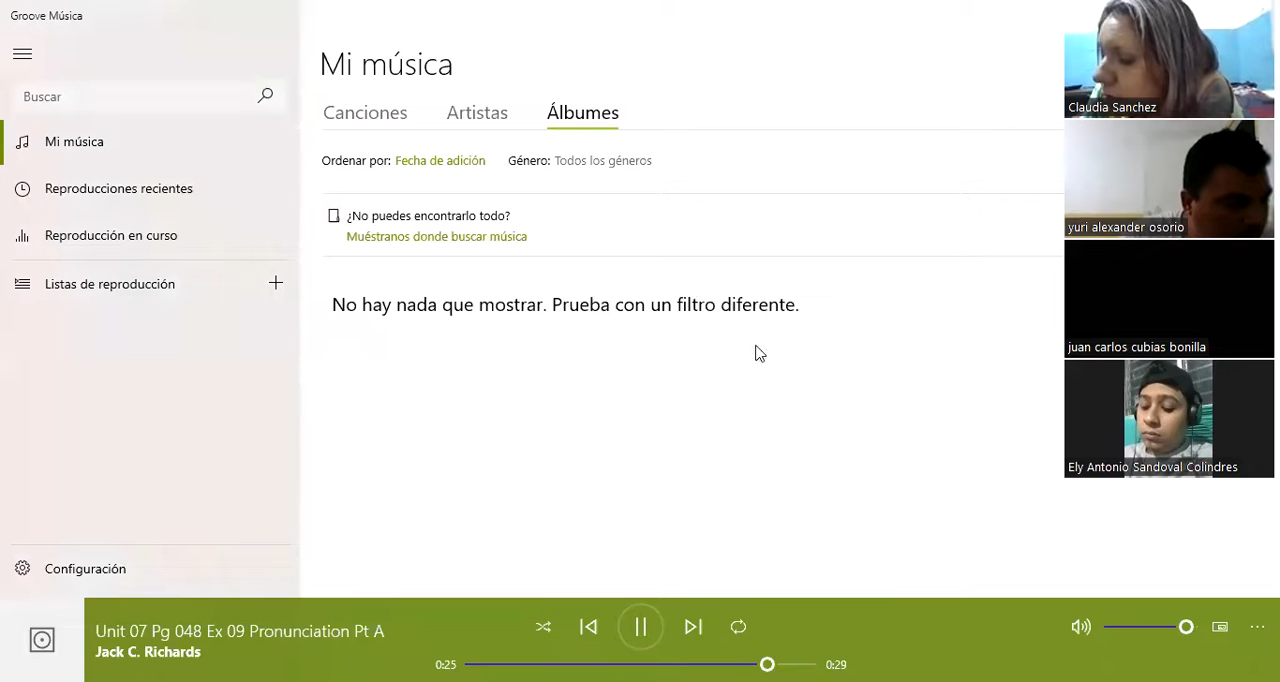 Groove Música
Buscar
Mi música
Reproducciones recientes
Reproducción en curso
Listas de reproducción
Configuración
Mi música
Canciones Artistas Álbumes
Ordenar por: Fecha de adición Género: Todos los géneros
¿No puedes encontrarlo todo?
Muéstranos donde buscar música
No hay nada que mostrar. Prueba con un filtro diferente.
Claudia Sanchez
yuri alexander osorio
juan carlos cubias bonilla
Ely Antonio Sandoval Colindres
Unit 07 Pg 048 Ex 09 Pronunciation Pt A
Jack C. Richards
0:25 0:29